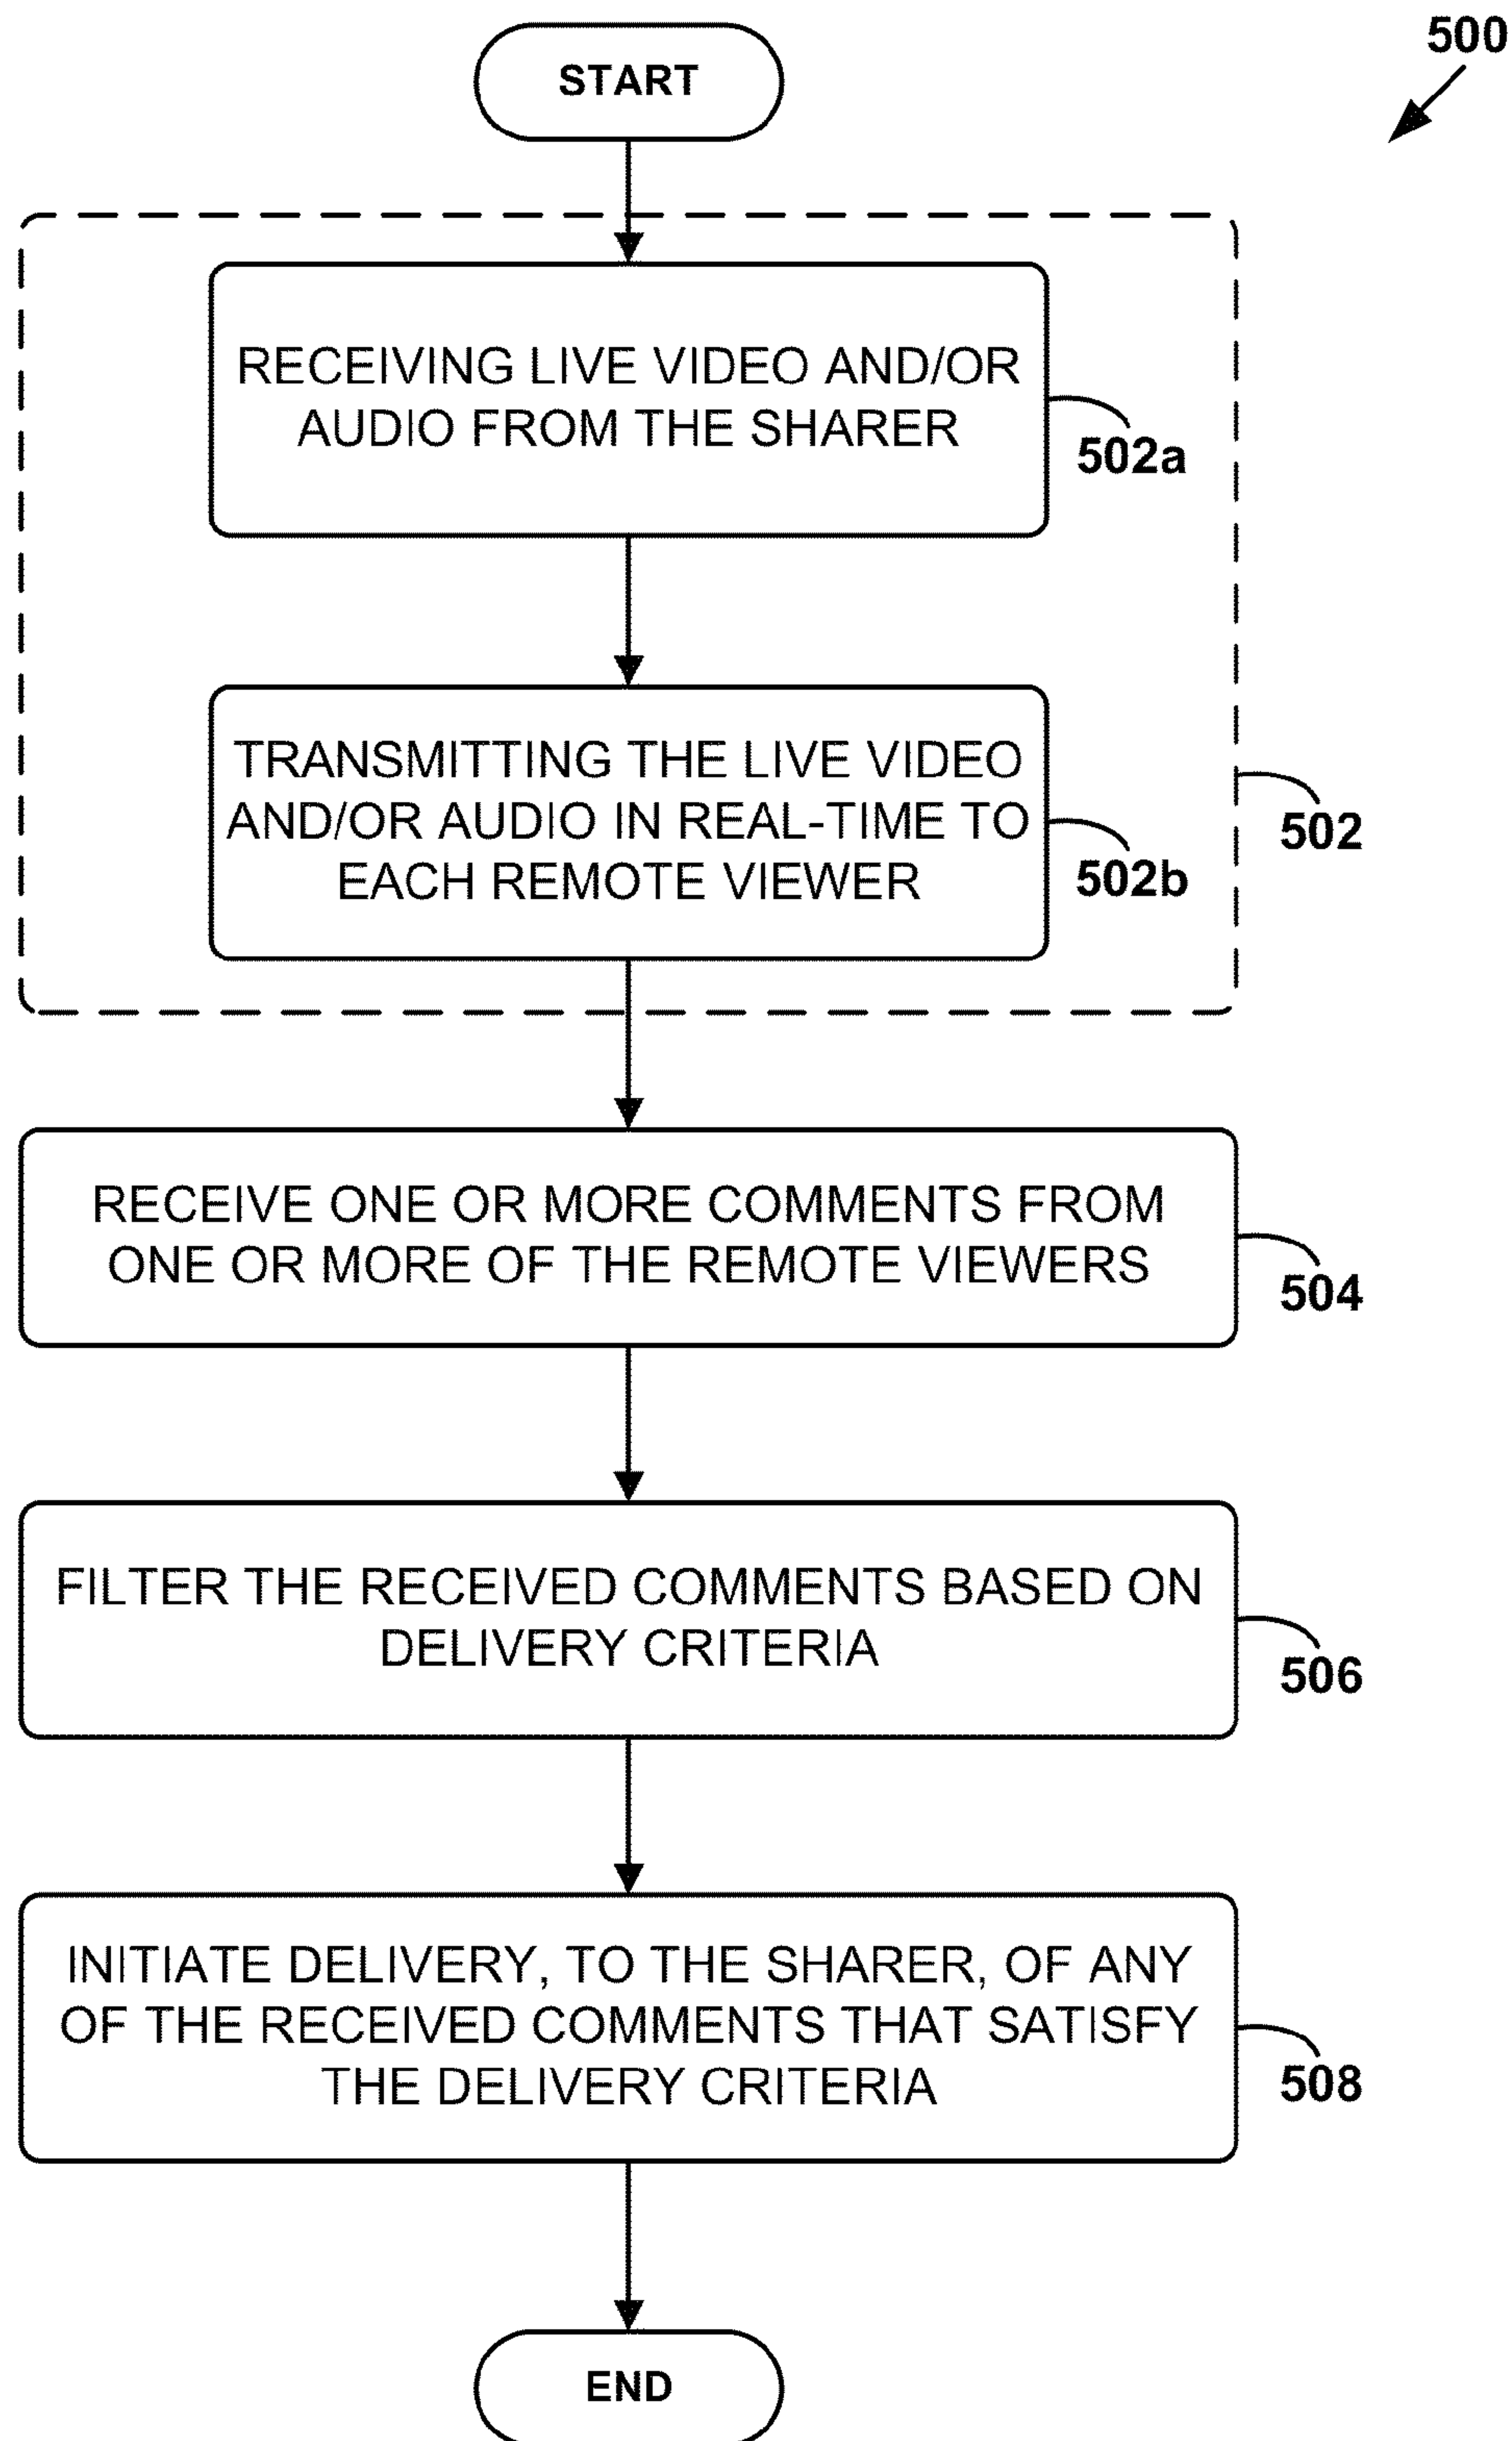 500
START
RECEIVING LIVE VIDEO AND/OR
AUDIO FROM THE SHARER
502a
TRANSMITTING THE LIVE VIDEO
AND/OR AUDIO IN REAL-TIME TO
EACH REMOTE VIEWER
502b
502
RECEIVE ONE OR MORE COMMENTS FROM
ONE OR MORE OF THE REMOTE VIEWERS
504
FILTER THE RECEIVED COMMENTS BASED ON
DELIVERY CRITERIA
506
INITIATE DELIVERY, TO THE SHARER, OF ANY
OF THE RECEIVED COMMENTS THAT SATISFY
THE DELIVERY CRITERIA
508
END